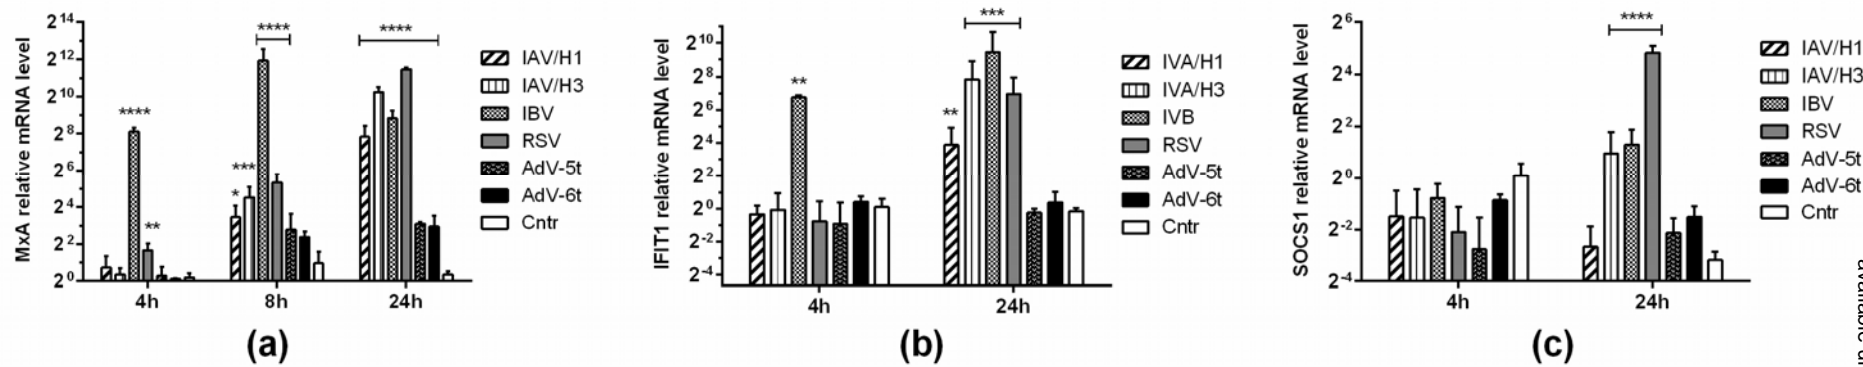 MxA relative mRNA level
2^14
2^12
2^10
2^8
2^6
2^4
2^2
2^0
****
**
*
***
****
****
4h
8h
24h
IAV/H1
IAV/H3
IBV
RSV
AdV-5t
AdV-6t
Cntr
(a)
IFIT1 relative mRNA level
2^10
2^8
2^6
2^4
2^2
2^0
2^-2
2^-4
**
**
***
4h
24h
IVA/H1
IVA/H3
IVB
RSV
AdV-5t
AdV-6t
Cntr
(b)
SOCS1 relative mRNA level
2^6
2^4
2^2
2^0
2^-2
2^-4
****
4h
24h
IAV/H1
IAV/H3
IBV
RSV
AdV-5t
AdV-6t
Cntr
(c)